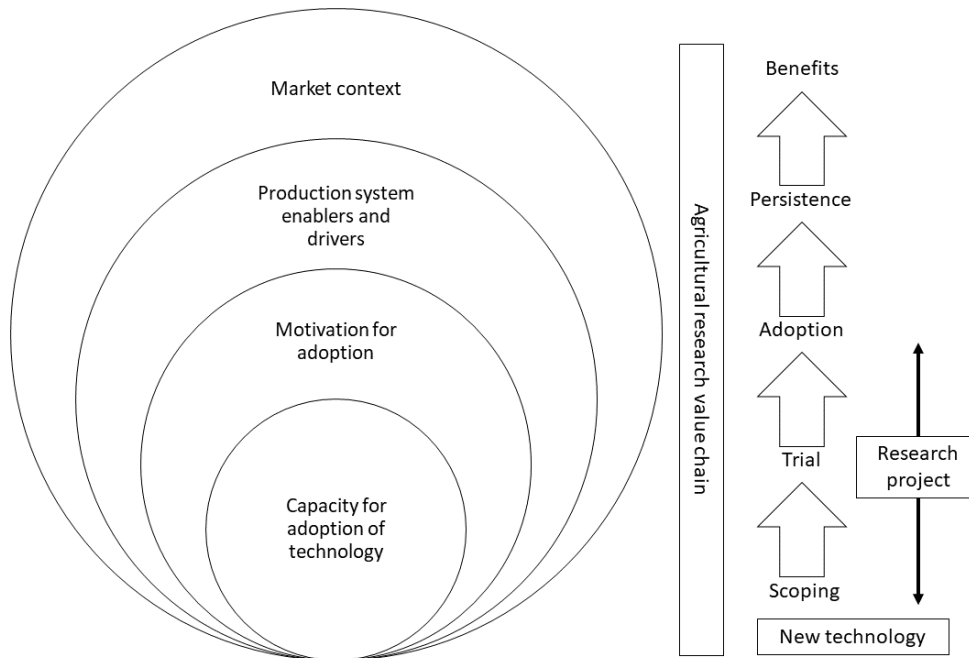 Market context
Production system
enablers and
drivers
Motivation for
adoption
Capacity for
adoption of
technology
Agricultural research value chain
Benefits
Persistence
Adoption
Trial
Scoping
New technology
Research
project